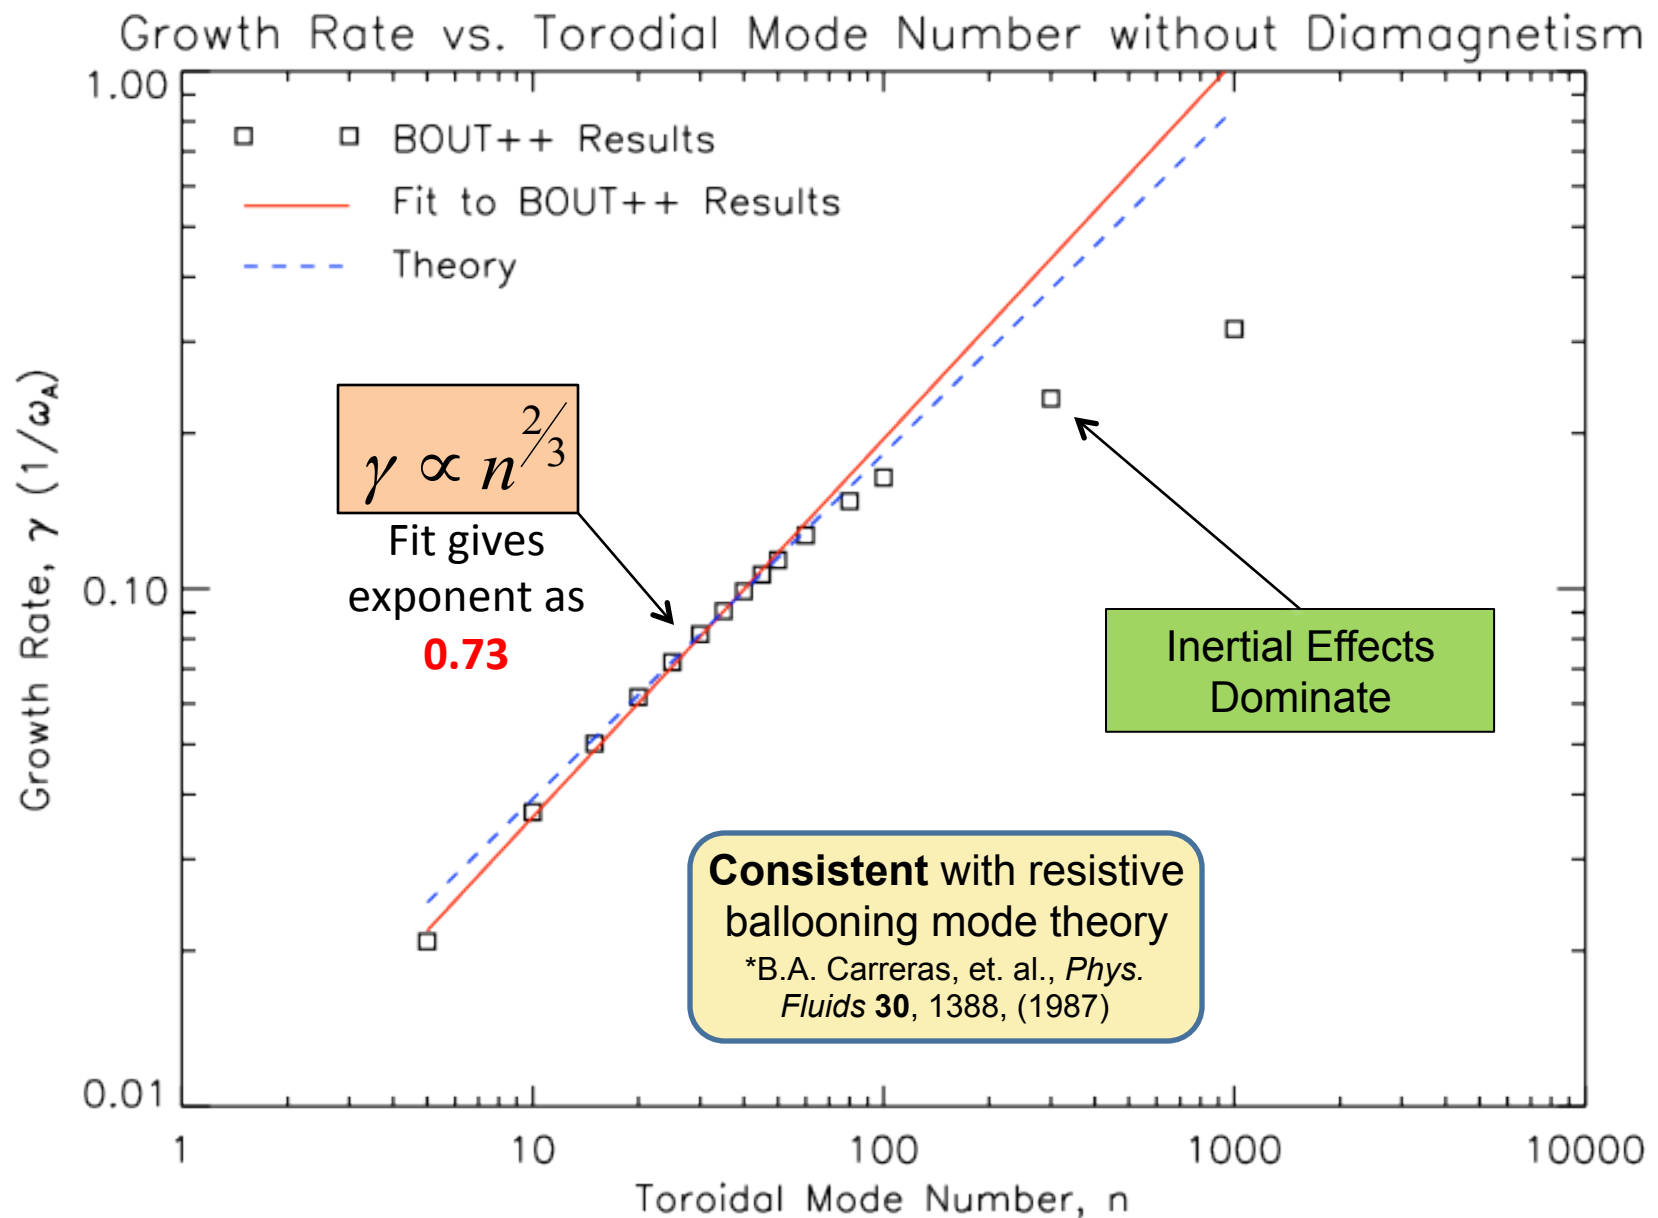 Growth Rate vs. Torodial Mode Number without Diamagnetism
1.00
BOUT++ Results
Fit to BOUT++ Results
Theory
γ ∝ n^{2/3}
Fit gives
exponent as
0.73
Inertial Effects
Dominate
Growth Rate, γ (1/ω_A)
0.10
Consistent with resistive
ballooning mode theory
*B.A. Carreras, et. al., Phys.
Fluids 30, 1388, (1987)
0.01
1 10 100 1000 10000
Toroidal Mode Number, n